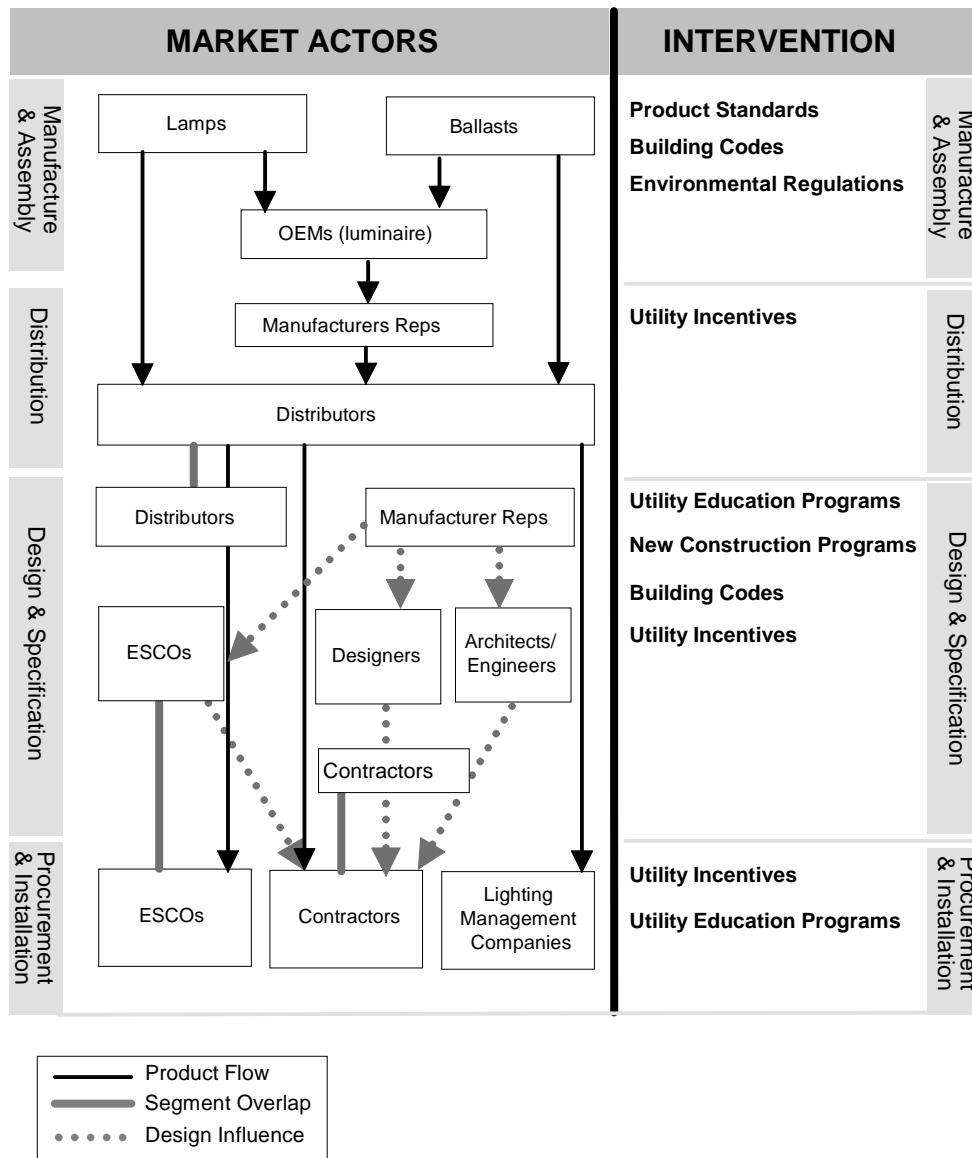 MARKET ACTORS
INTERVENTION
Manufacture
& Assembly
Lamps
Ballasts
OEMs (luminaire)
Product Standards
Building Codes
Environmental Regulations
Manufacture
& Assembly
Distribution
Manufacturers Reps
Distributors
Utility Incentives
Distribution
Design & Specification
Distributors
Manufacturer Reps
ESCOs
Designers
Architects/
Engineers
Contractors
Utility Education Programs
New Construction Programs
Building Codes
Utility Incentives
Design & Specification
Procurement
& Installation
ESCOs
Contractors
Lighting
Management
Companies
Utility Incentives
Utility Education Programs
Procurement
& Installation
Product Flow
Segment Overlap
Design Influence